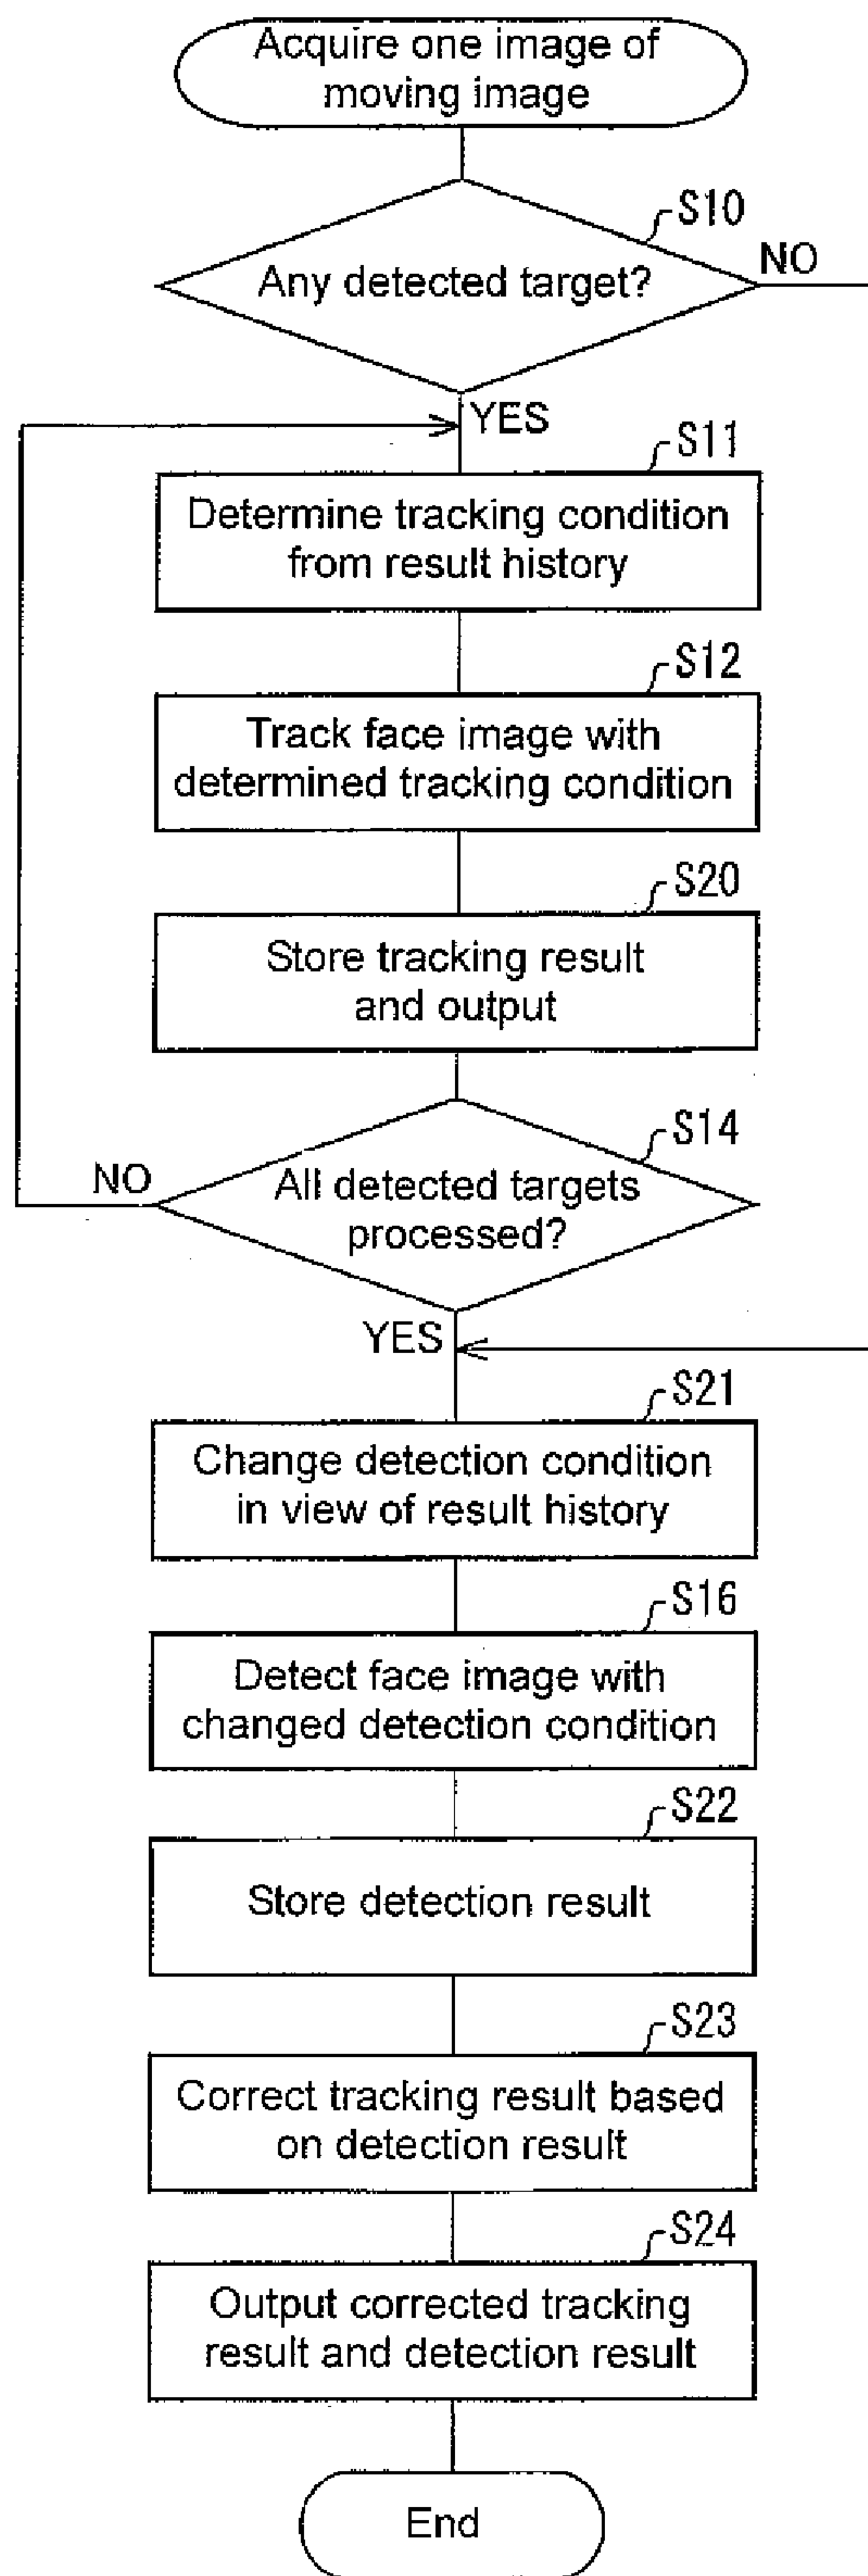 Acquire one image of
moving image
S10
Any detected target?
NO
YES
S11
Determine tracking condition
from result history
S12
Track face image with
determined tracking condition
S20
Store tracking result
and output
S14
NO
All detected targets
processed?
YES
S21
Change detection condition
in view of result history
S16
Detect face image with
changed detection condition
S22
Store detection result
S23
Correct tracking result based
on detection result
S24
Output corrected tracking
result and detection result
End